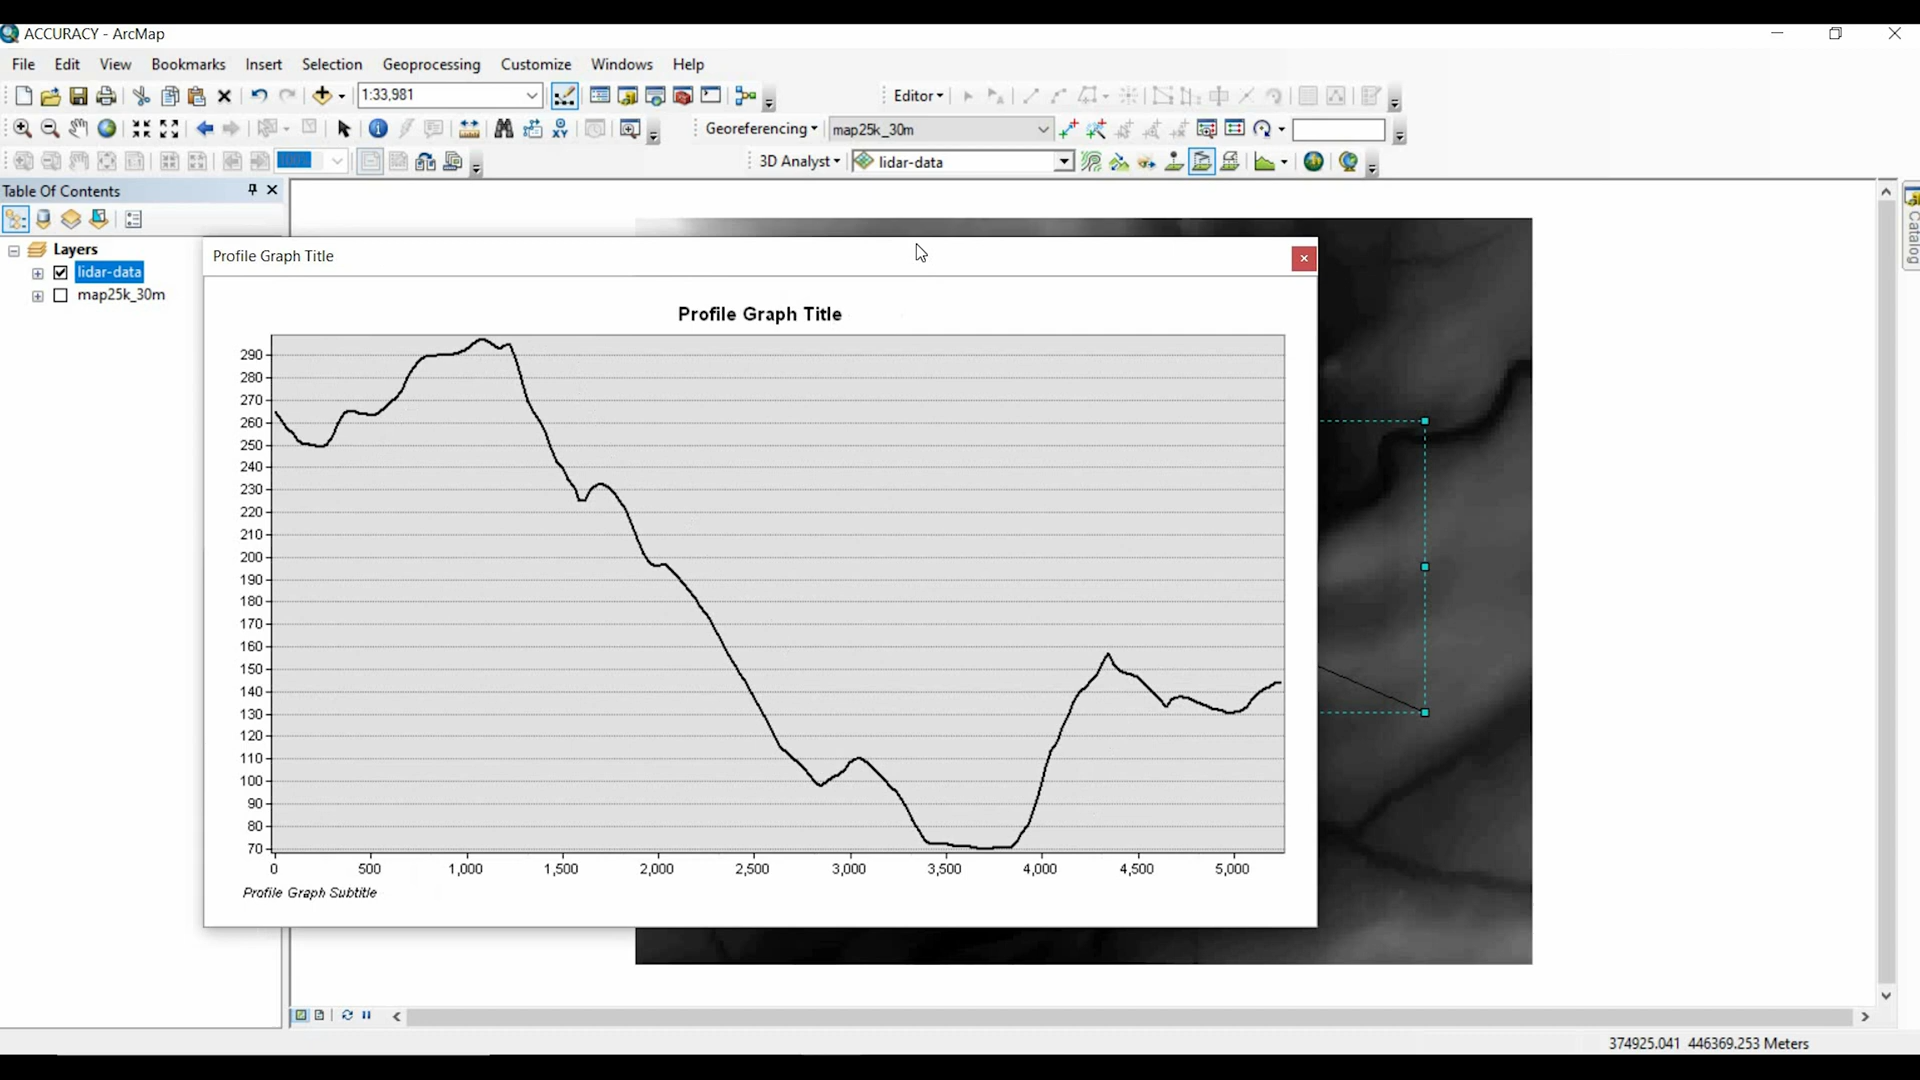 ACCURACY - ArcMap
File Edit View Bookmarks Insert Selection Geoprocessing Customize Windows Help
1:33,981
Editor
Georeferencing
map25k_30m
3D Analyst
lidar-data
Table Of Contents
Layers
lidar-data
map25k_30m
Catalog
Profile Graph Title
Profile Graph Title
290
280
270
260
250
240
230
220
210
200
190
180
170
160
150
140
130
120
110
100
90
80
70
0 500 1,000 1,500 2,000 2,500 3,000 3,500 4,000 4,500 5,000
Profile Graph Subtitle
374925.041 446369.253 Meters